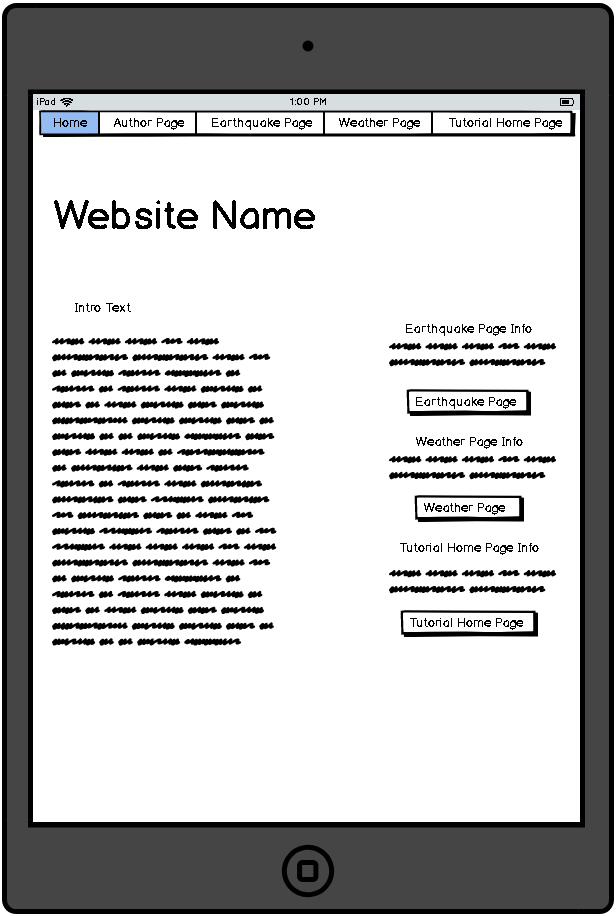 iPad 1:00 PM
Home Author Page Earthquake Page Weather Page Tutorial Home Page
Website Name
Intro Text
Earthquake Page Info
Earthquake Page
Weather Page Info
Weather Page
Tutorial Home Page Info
Tutorial Home Page